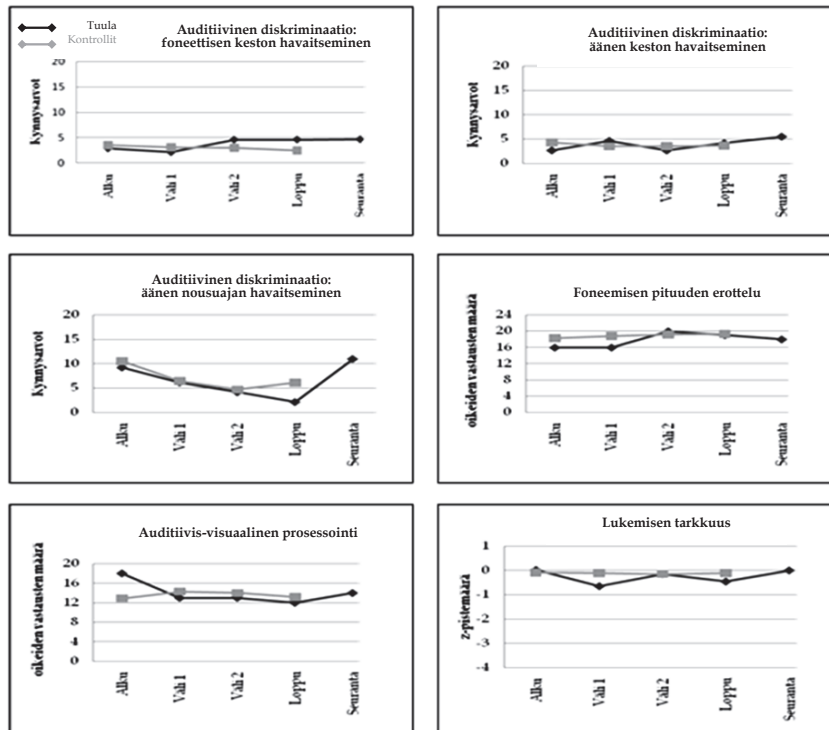 Tuula
Kontrollit
Auditiivinen diskriminaatio:
foneettisen keston havaitseminen
Kynnysarvot
20
15
10
5
0
Alku
Väli 1
Väli 2
Loppu
Seuranta
Auditiivinen diskriminaatio:
äänen keston havaitseminen
Kynnysarvot
20
15
10
5
0
Alku
Väli 1
Väli 2
Loppu
Seuranta
Auditiivinen diskriminaatio:
äänen nousuajan havaitseminen
Kynnysarvot
20
15
10
5
0
Alku
Väli 1
Väli 2
Loppu
Seuranta
Foneemisen pituuden erottelu
oikeiden vastausten määrä
24
20
16
12
8
4
0
Alku
Väli 1
Väli 2
Loppu
Seuranta
Auditiivis-visuaalinen prosessointi
oikeiden vastausten määrä
20
16
12
8
4
0
Alku
Väli 1
Väli 2
Loppu
Seuranta
Lukemisen tarkkuus
z-pistemäärä
1
0
-1
-2
-3
-4
Alku
Väli 1
Väli 2
Loppu
Seuranta